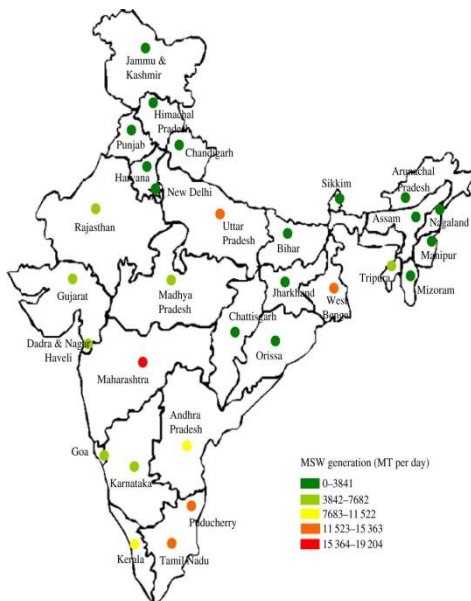 Jammu &
Kashmir
Himachal
Pradesh
Punjab
Chandigarh
Haryana
New Delhi
Sikkim
Arunachal
Pradesh
Rajasthan
Uttar
Pradesh
Assam
Nagaland
Bihar
Manipur
Gujarat
Madhya
Pradesh
Jharkhand
West
Bengal
Tripura
Mizoram
Chattisgarh
Dadra & Nagar
Haveli
Orissa
Maharashtra
Andhra
Pradesh
Goa
Karnataka
MSW generation (MT per day)
0–3841
3842–7682
7683–11 522
11 523–15 363
15 364–19 204
Puducherry
Kerala
Tamil Nadu